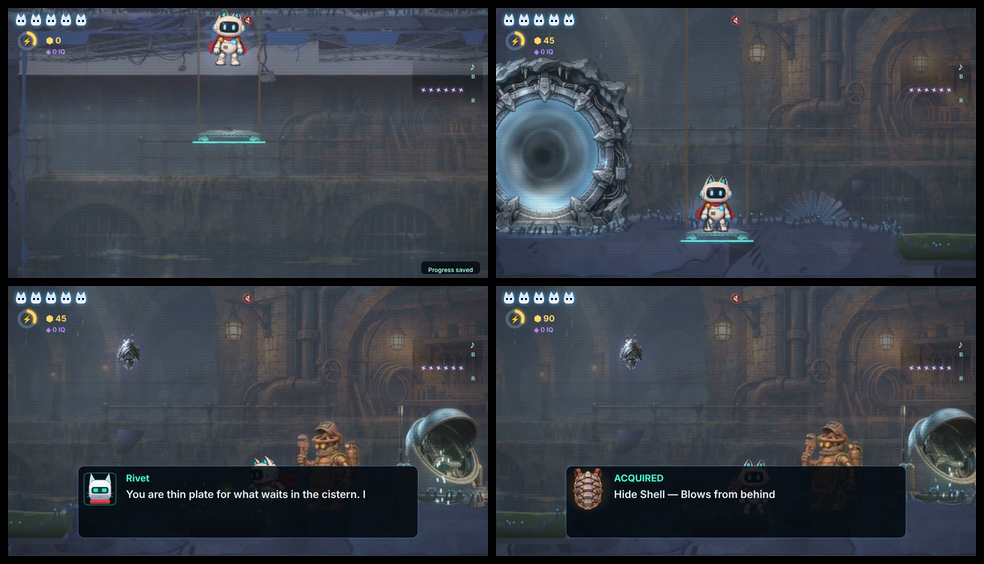 0
0 IQ
B
R
Progress saved
45
0 IQ
B
R
45
0 IQ
B
R
Rivet
You are thin plate for what waits in the cistern. I
90
0 IQ
B
R
ACQUIRED
Hide Shell — Blows from behind